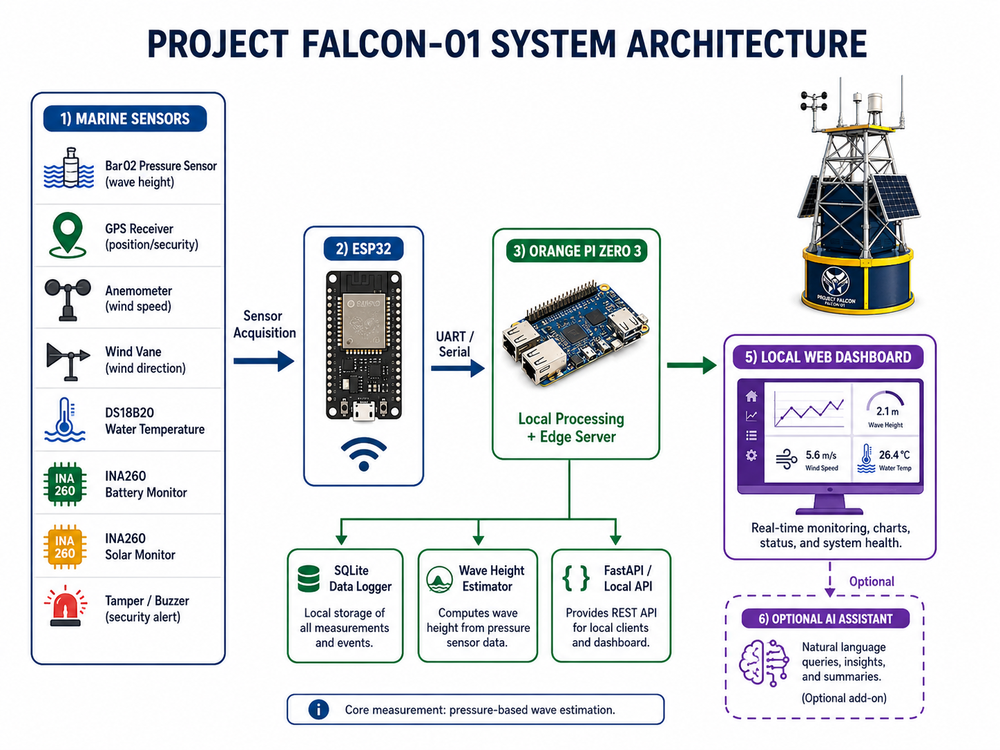 PROJECT FALCON-01 SYSTEM ARCHITECTURE
1) MARINE SENSORS
Bar02 Pressure Sensor
(wave height)
GPS Receiver
(position/security)
Anemometer
(wind speed)
Wind Vane
(wind direction)
DS18B20
Water Temperature
INA
260
INA260
Battery Monitor
INA
260
INA260
Solar Monitor
Tamper / Buzzer
(security alert)
Sensor
Acquisition
2) ESP32
UART /
Serial
3) ORANGE PI ZERO 3
Local Processing
+ Edge Server
SQLite
Data Logger
Local storage of
all measurements
and events.
Wave Height
Estimator
Computes wave
height from pressure
sensor data.
{ }
FastAPI /
Local API
Provides REST API
for local clients
and dashboard.
i
Core measurement: pressure-based wave estimation.
PROJECT FALCON
FALCON-01
5) LOCAL WEB DASHBOARD
2.1 m
Wave Height
5.6 m/s
Wind Speed
26.4 °C
Water Temp
Real-time monitoring, charts,
status, and system health.
Optional
6) OPTIONAL AI ASSISTANT
Natural language
queries, insights,
and summaries.
(Optional add-on)